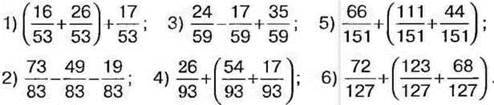 1) (16/53 + 26/53) + 17/53; 3) 24/59 - 17/59 + 35/59; 5) 66/151 + (111/151 + 44/151);
2) 73/83 - 49/83 - 19/83; 4) 26/93 + (54/93 + 17/93); 6) 72/127 + (123/127 + 68/127).